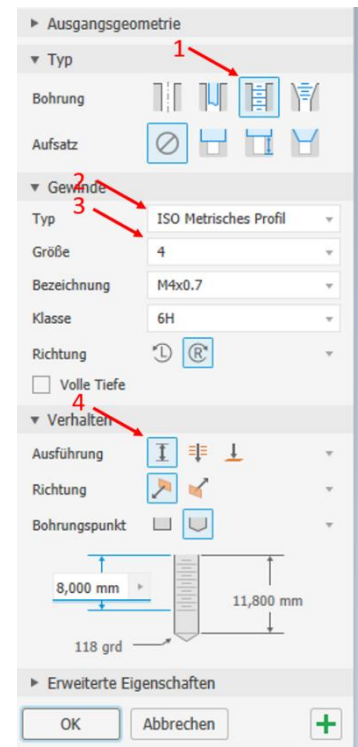 Ausgangsgeometrie
1
Typ
Bohrung
Aufsatz
2
Gewinde
3
Typ ISO Metrisches Profil
Größe 4
Bezeichnung M4x0.7
Klasse 6H
Richtung L R
Volle Tiefe
4
Verhalten
Ausführung
Richtung
Bohrungspunkt
8,000 mm
11,800 mm
118 grd
Erweiterte Eigenschaften
OK Abbrechen